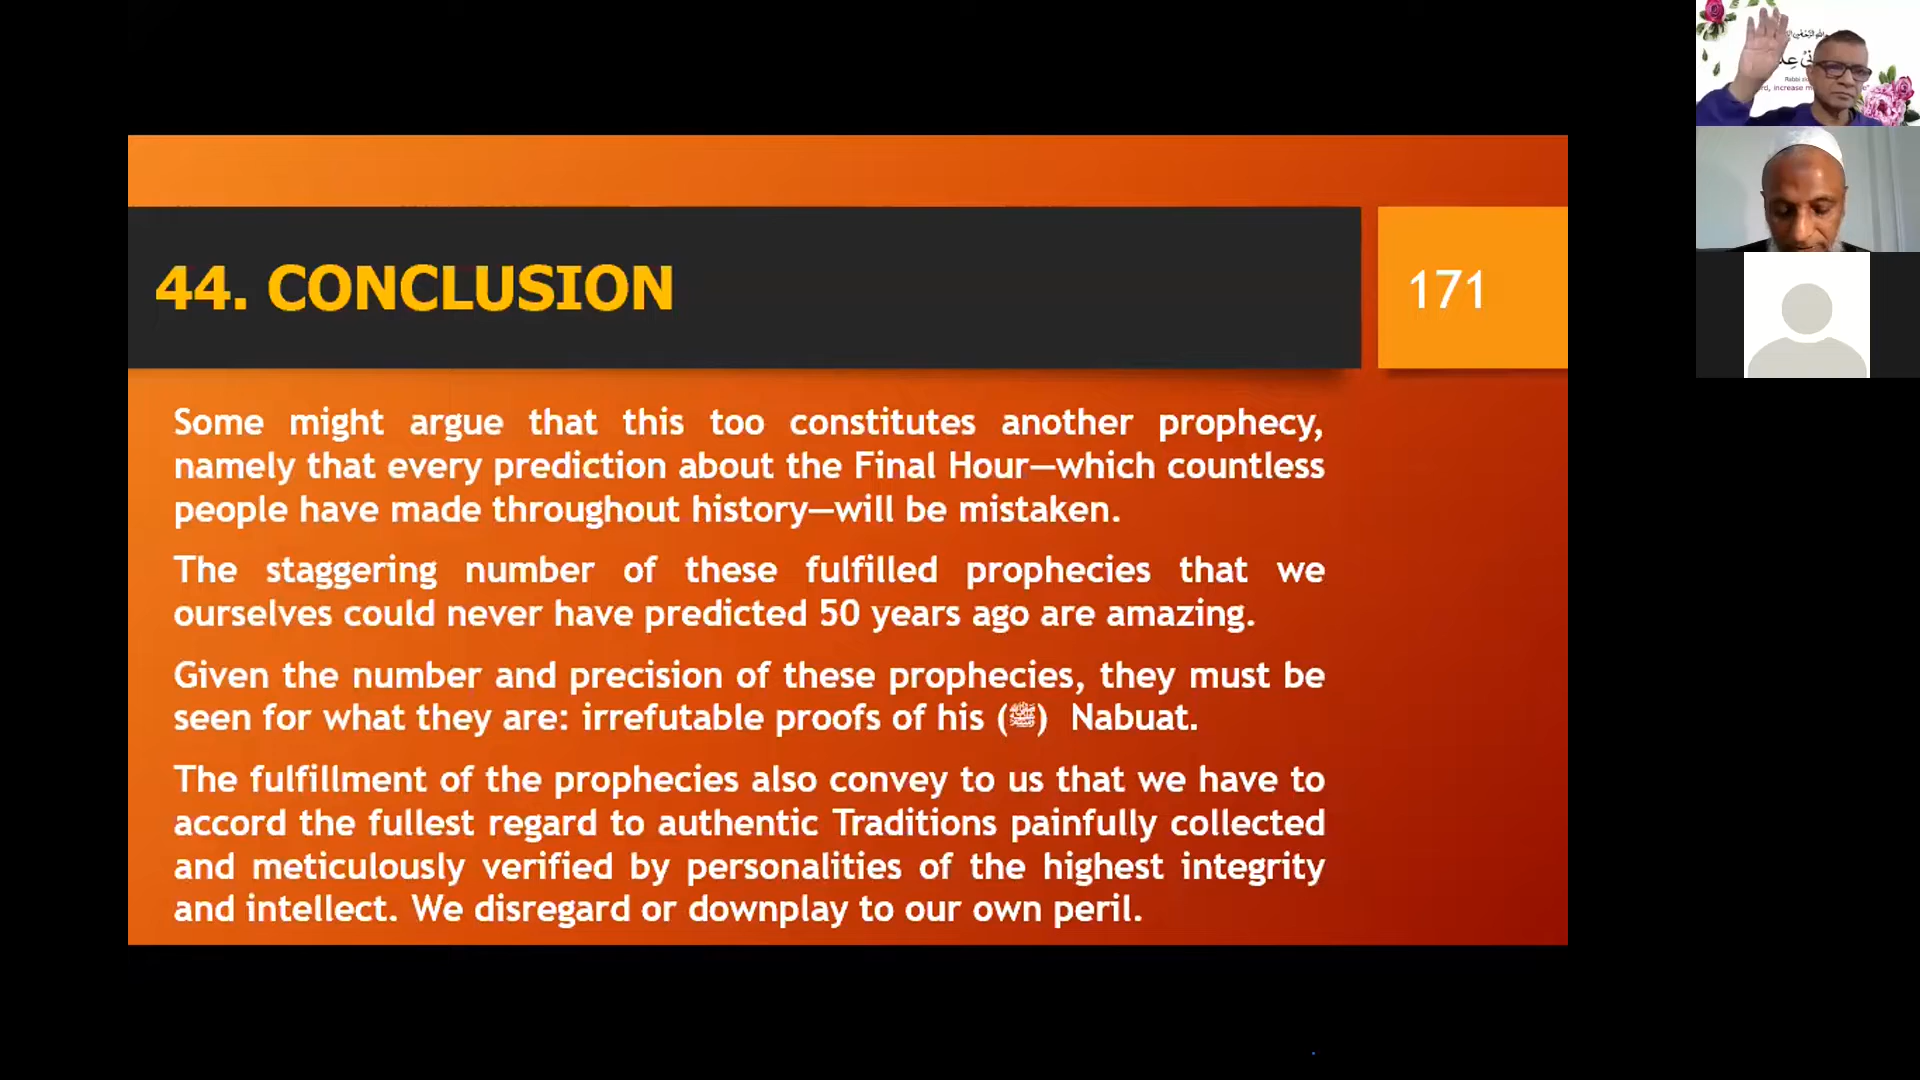 44. CONCLUSION
171
Some might argue that this too constitutes another prophecy,
namely that every prediction about the Final Hour—which countless
people have made throughout history—will be mistaken.
The staggering number of these fulfilled prophecies that we
ourselves could never have predicted 50 years ago are amazing.
Given the number and precision of these prophecies, they must be
seen for what they are: irrefutable proofs of his (ﷺ) Nabuat.
The fulfillment of the prophecies also convey to us that we have to
accord the fullest regard to authentic Traditions painfully collected
and meticulously verified by personalities of the highest integrity
and intellect. We disregard or downplay to our own peril.
increase